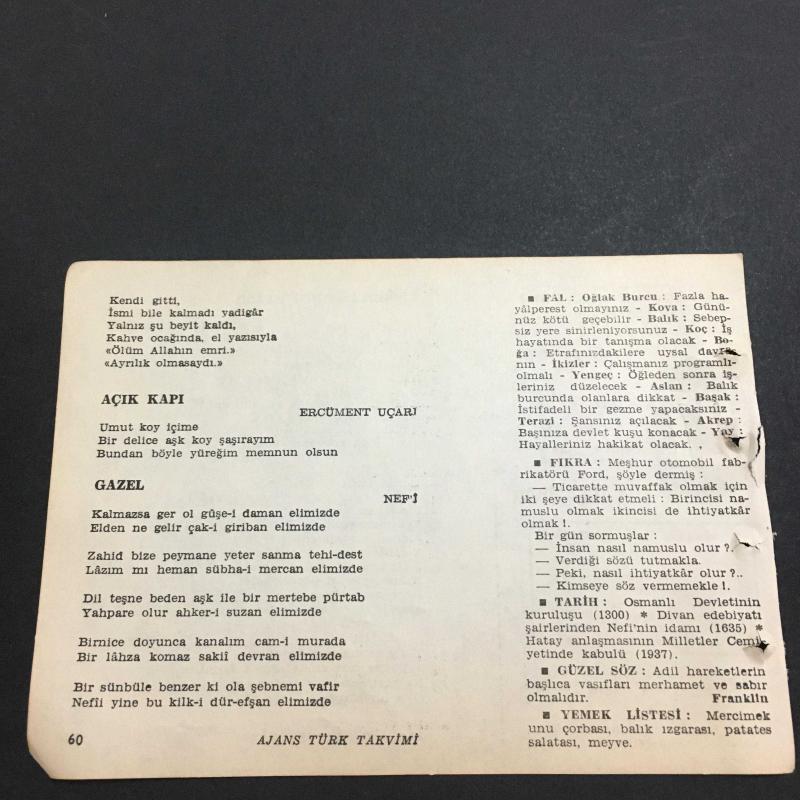 Kendi gitti,
İsmi bile kalmadı yadigâr
Yalnız şu beyit kaldı,
Kahve ocağında, el yazısıyla
«Ölüm Allahın emri.»
«Ayrılık olmasaydı.»
AÇIK KAPI
ERCÜMENT UÇARI
Umut koy içime
Bir delice aşk koy şaşırayım
Bundan böyle yüreğim memnun olsun
GAZEL
NEF'Î
Kalmazsa ger ol gûşe-i daman elimizde
Elden ne gelir çak-i giriban elimizde
Zahid bize peymane yeter sanma tehi-dest
Lâzım mı heman sübha-i mercan elimizde
Dil teşne beden aşk ile bir mertebe pürtab
Yahpare olur ahker-i suzan elimizde
Birnice doyunca kanalım cam-i murada
Bir lâhza komaz sakiî devran elimizde
Bir sünbüle benzer ki ola şebnemi vafir
Nefîi yine bu kilk-i dür-efşan elimizde
60
AJANS TÜRK TAKVİMİ
■ FAL : Oğlak Burcu : Fazla ha-
yâlperest olmayınız - Kova : Günü-
nüz kötü geçebilir - Balık : Sebep-
siz yere sinirleniyorsunuz - Koç : İş
hayatında bir tanışma olacak - Bo-
ğa : Etrafınızdakilere uysal davra-
nın - İkizler : Çalışmanız programlı-
olmalı - Yengeç : Öğleden sonra iş-
leriniz düzelecek - Aslan : Balık
burcunda olanlara dikkat - Başak :
İstifadeli bir gezme yapacaksınız -
Terazi : Şansınız açılacak - Akrep :
Başınıza devlet kuşu konacak - Yay :
Hayalleriniz hakikat olacak.
■ FIKRA : Meşhur otomobil fab-
rikatörü Ford, şöyle dermiş :
— Ticarette muvaffak olmak için
iki şeye dikkat etmeli : Birincisi na-
muslu olmak ikincisi de ihtiyatkâr
olmak !.
Bir gün sormuşlar :
— İnsan nasıl namuslu olur ?.
— Verdiği sözü tutmakla.
— Peki, nasıl ihtiyatkâr olur ?..
— Kimseye söz vermemekle !.
■ TARİH : Osmanlı Devletinin
kuruluşu (1300) * Divan edebiyatı
şairlerinden Nefi'nin idamı (1635) *
Hatay anlaşmasının Milletler Cemi-
yetinde kabulü (1937).
■ GÜZEL SÖZ : Adil hareketlerin
başlıca vasıfları merhamet ve sabır
olmalıdır. Franklin
■ YEMEK LİSTESİ : Mercimek
unu çorbası, balık ızgarası, patates
salatası, meyve.